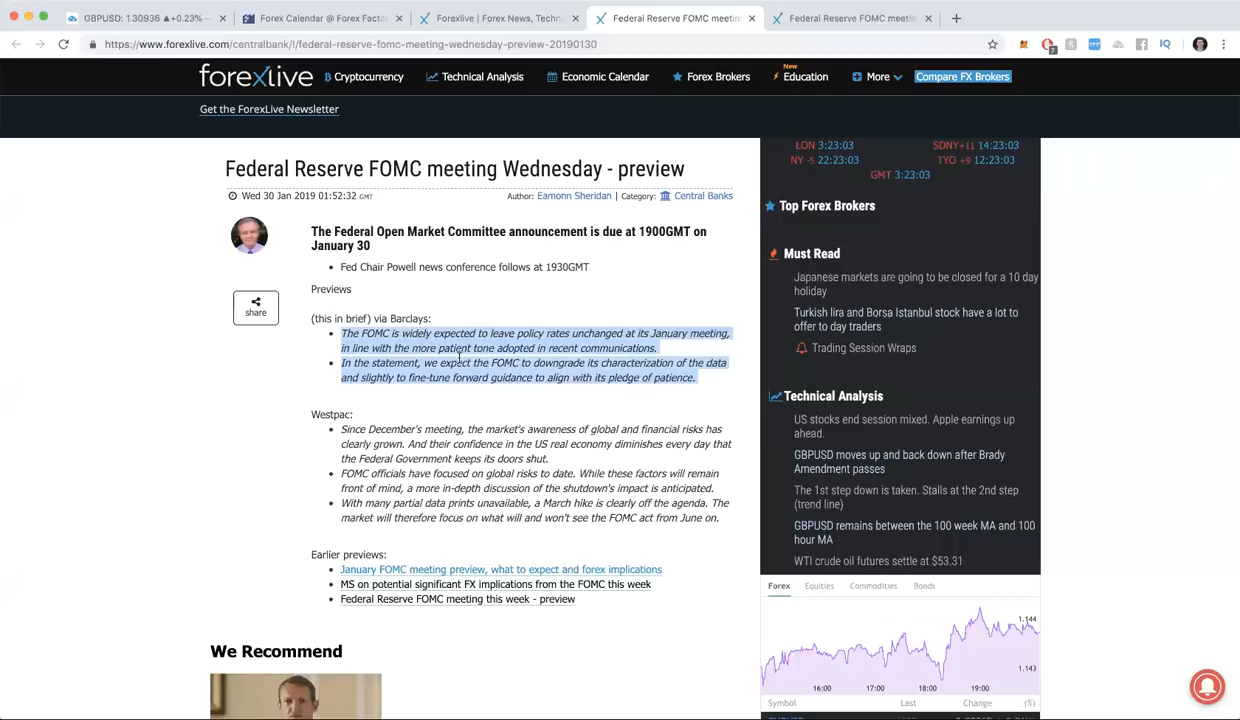 GBPUSD: 1.30936 ▲+0.23%
Forex Calendar @ Forex Facto
Forexlive | Forex News, Techni
Federal Reserve FOMC meetin
Federal Reserve FOMC meetin
https://www.forexlive.com/centralbank/!/federal-reserve-fomc-meeting-wednesday-preview-20190130
7
IQ
forexlive
Cryptocurrency
Technical Analysis
Economic Calendar
Forex Brokers
New
Education
More
Compare FX Brokers
Get the ForexLive Newsletter
Federal Reserve FOMC meeting Wednesday - preview
Wed 30 Jan 2019 01:52:32 GMT
Author: Eamonn Sheridan | Category: Central Banks
The Federal Open Market Committee announcement is due at 1900GMT on
January 30
• Fed Chair Powell news conference follows at 1930GMT
share
Previews
(this in brief) via Barclays:
• The FOMC is widely expected to leave policy rates unchanged at its January meeting,
in line with the more patient tone adopted in recent communications.
• In the statement, we expect the FOMC to downgrade its characterization of the data
and slightly to fine-tune forward guidance to align with its pledge of patience.
Westpac:
• Since December's meeting, the market's awareness of global and financial risks has
clearly grown. And their confidence in the US real economy diminishes every day that
the Federal Government keeps its doors shut.
• FOMC officials have focused on global risks to date. While these factors will remain
front of mind, a more in-depth discussion of the shutdown's impact is anticipated.
• With many partial data prints unavailable, a March hike is clearly off the agenda. The
market will therefore focus on what will and won't see the FOMC act from June on.
Earlier previews:
• January FOMC meeting preview, what to expect and forex implications
• MS on potential significant FX implications from the FOMC this week
• Federal Reserve FOMC meeting this week - preview
We Recommend
LON 3:23:03
SDNY+11 14:23:03
NY -5 22:23:03
TYO +9 12:23:03
GMT 3:23:03
Top Forex Brokers
Must Read
Japanese markets are going to be closed for a 10 day
holiday
Turkish lira and Borsa Istanbul stock have a lot to
offer to day traders
Trading Session Wraps
Technical Analysis
US stocks end session mixed. Apple earnings up
ahead.
GBPUSD moves up and back down after Brady
Amendment passes
The 1st step down is taken. Stalls at the 2nd step
(trend line)
GBPUSD remains between the 100 week MA and 100
hour MA
WTI crude oil futures settle at $53.31
Forex
Equities
Commodities
Bonds
1.144
1.143
16:00
17:00
18:00
19:00
Symbol
Last
Change
(%)